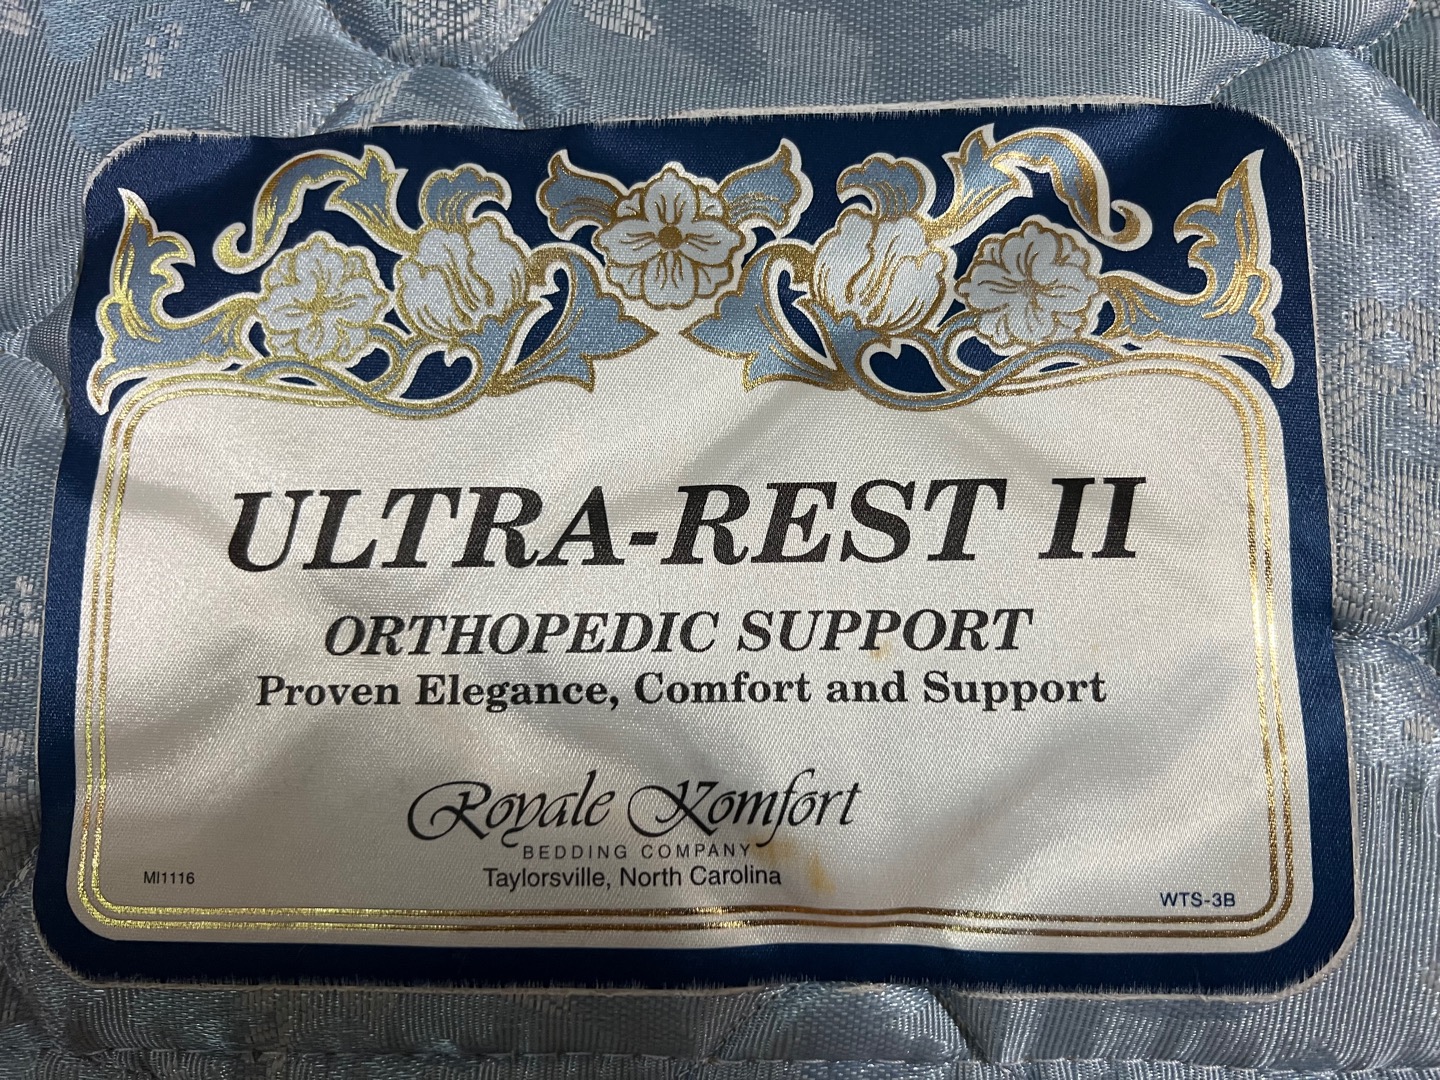 ULTRA-REST II
ORTHOPEDIC SUPPORT
Proven Elegance, Comfort and Support
Royale Komfort
BEDDING COMPANY
Taylorsville, North Carolina
MI1116
WTS-3B